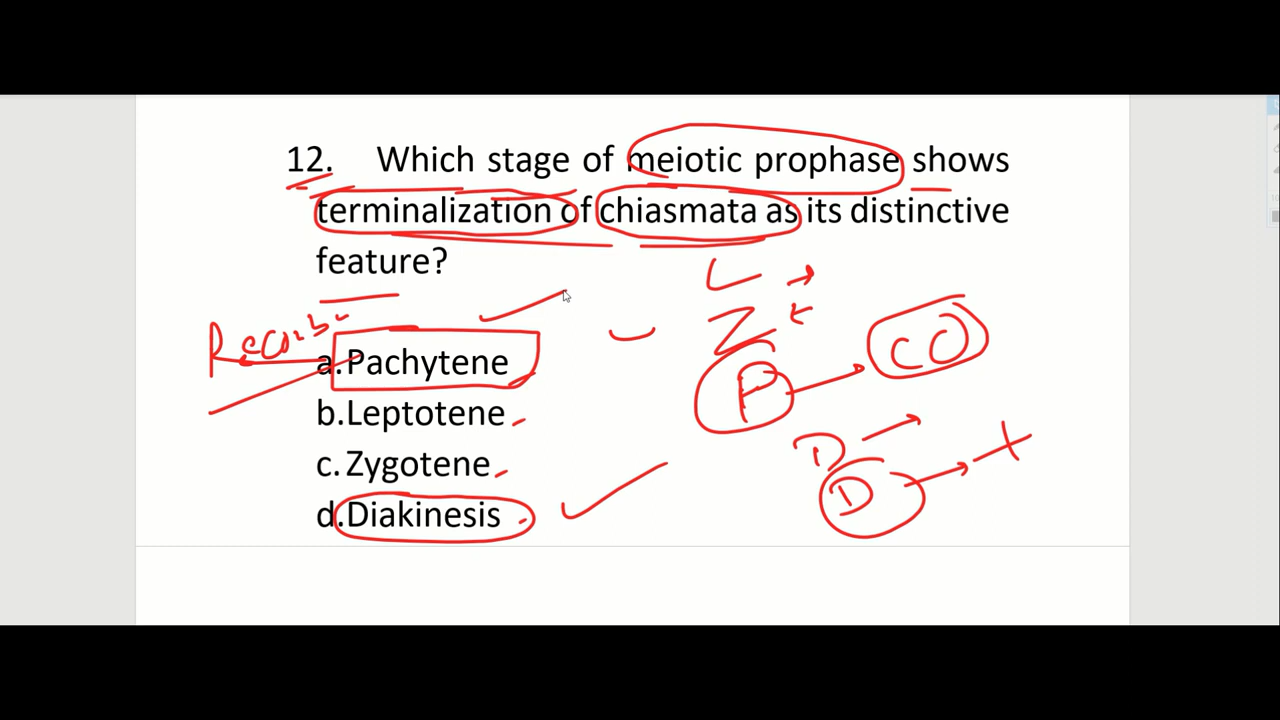 12. Which stage of meiotic prophase shows
terminalization of chiasmata as its distinctive
feature?
L
Z t
a. Pachytene
P CO
b. Leptotene
D
c. Zygotene
D
d. Diakinesis